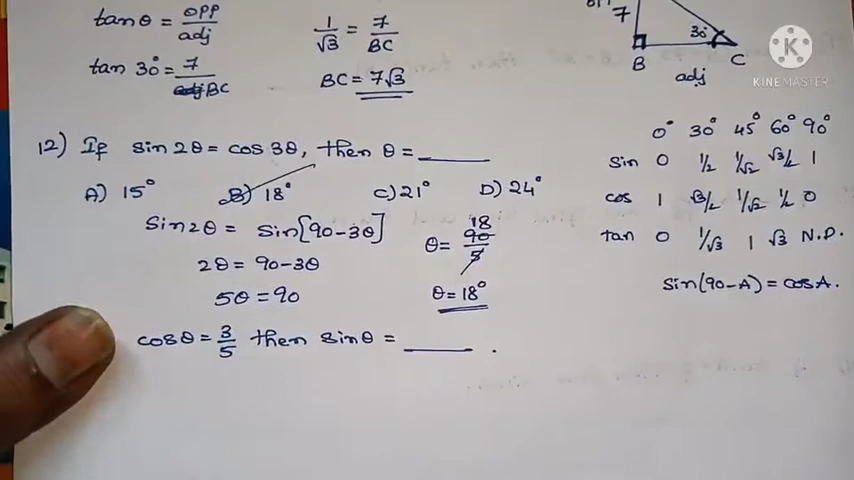 tanθ = OPP/adj
tan 30° = 7/BC
1/√3 = 7/BC
BC = 7√3
7
30°
B
C
adj
K
KINEMASTER
12) If sin 2θ = cos 3θ, then θ = ____
A) 15° B) 18° C) 21° D) 24°
sin2θ = sin[90-3θ]
2θ = 90-3θ
5θ = 90
18
θ = 90/5
θ = 18°
0° 30° 45° 60° 90°
sin 0 1/2 1/√2 √3/2 1
cos 1 √3/2 1/√2 1/2 0
tan 0 1/√3 1 √3 N.P.
sin(90-A) = cosA.
cosθ = 3/5 then sinθ = ____ .